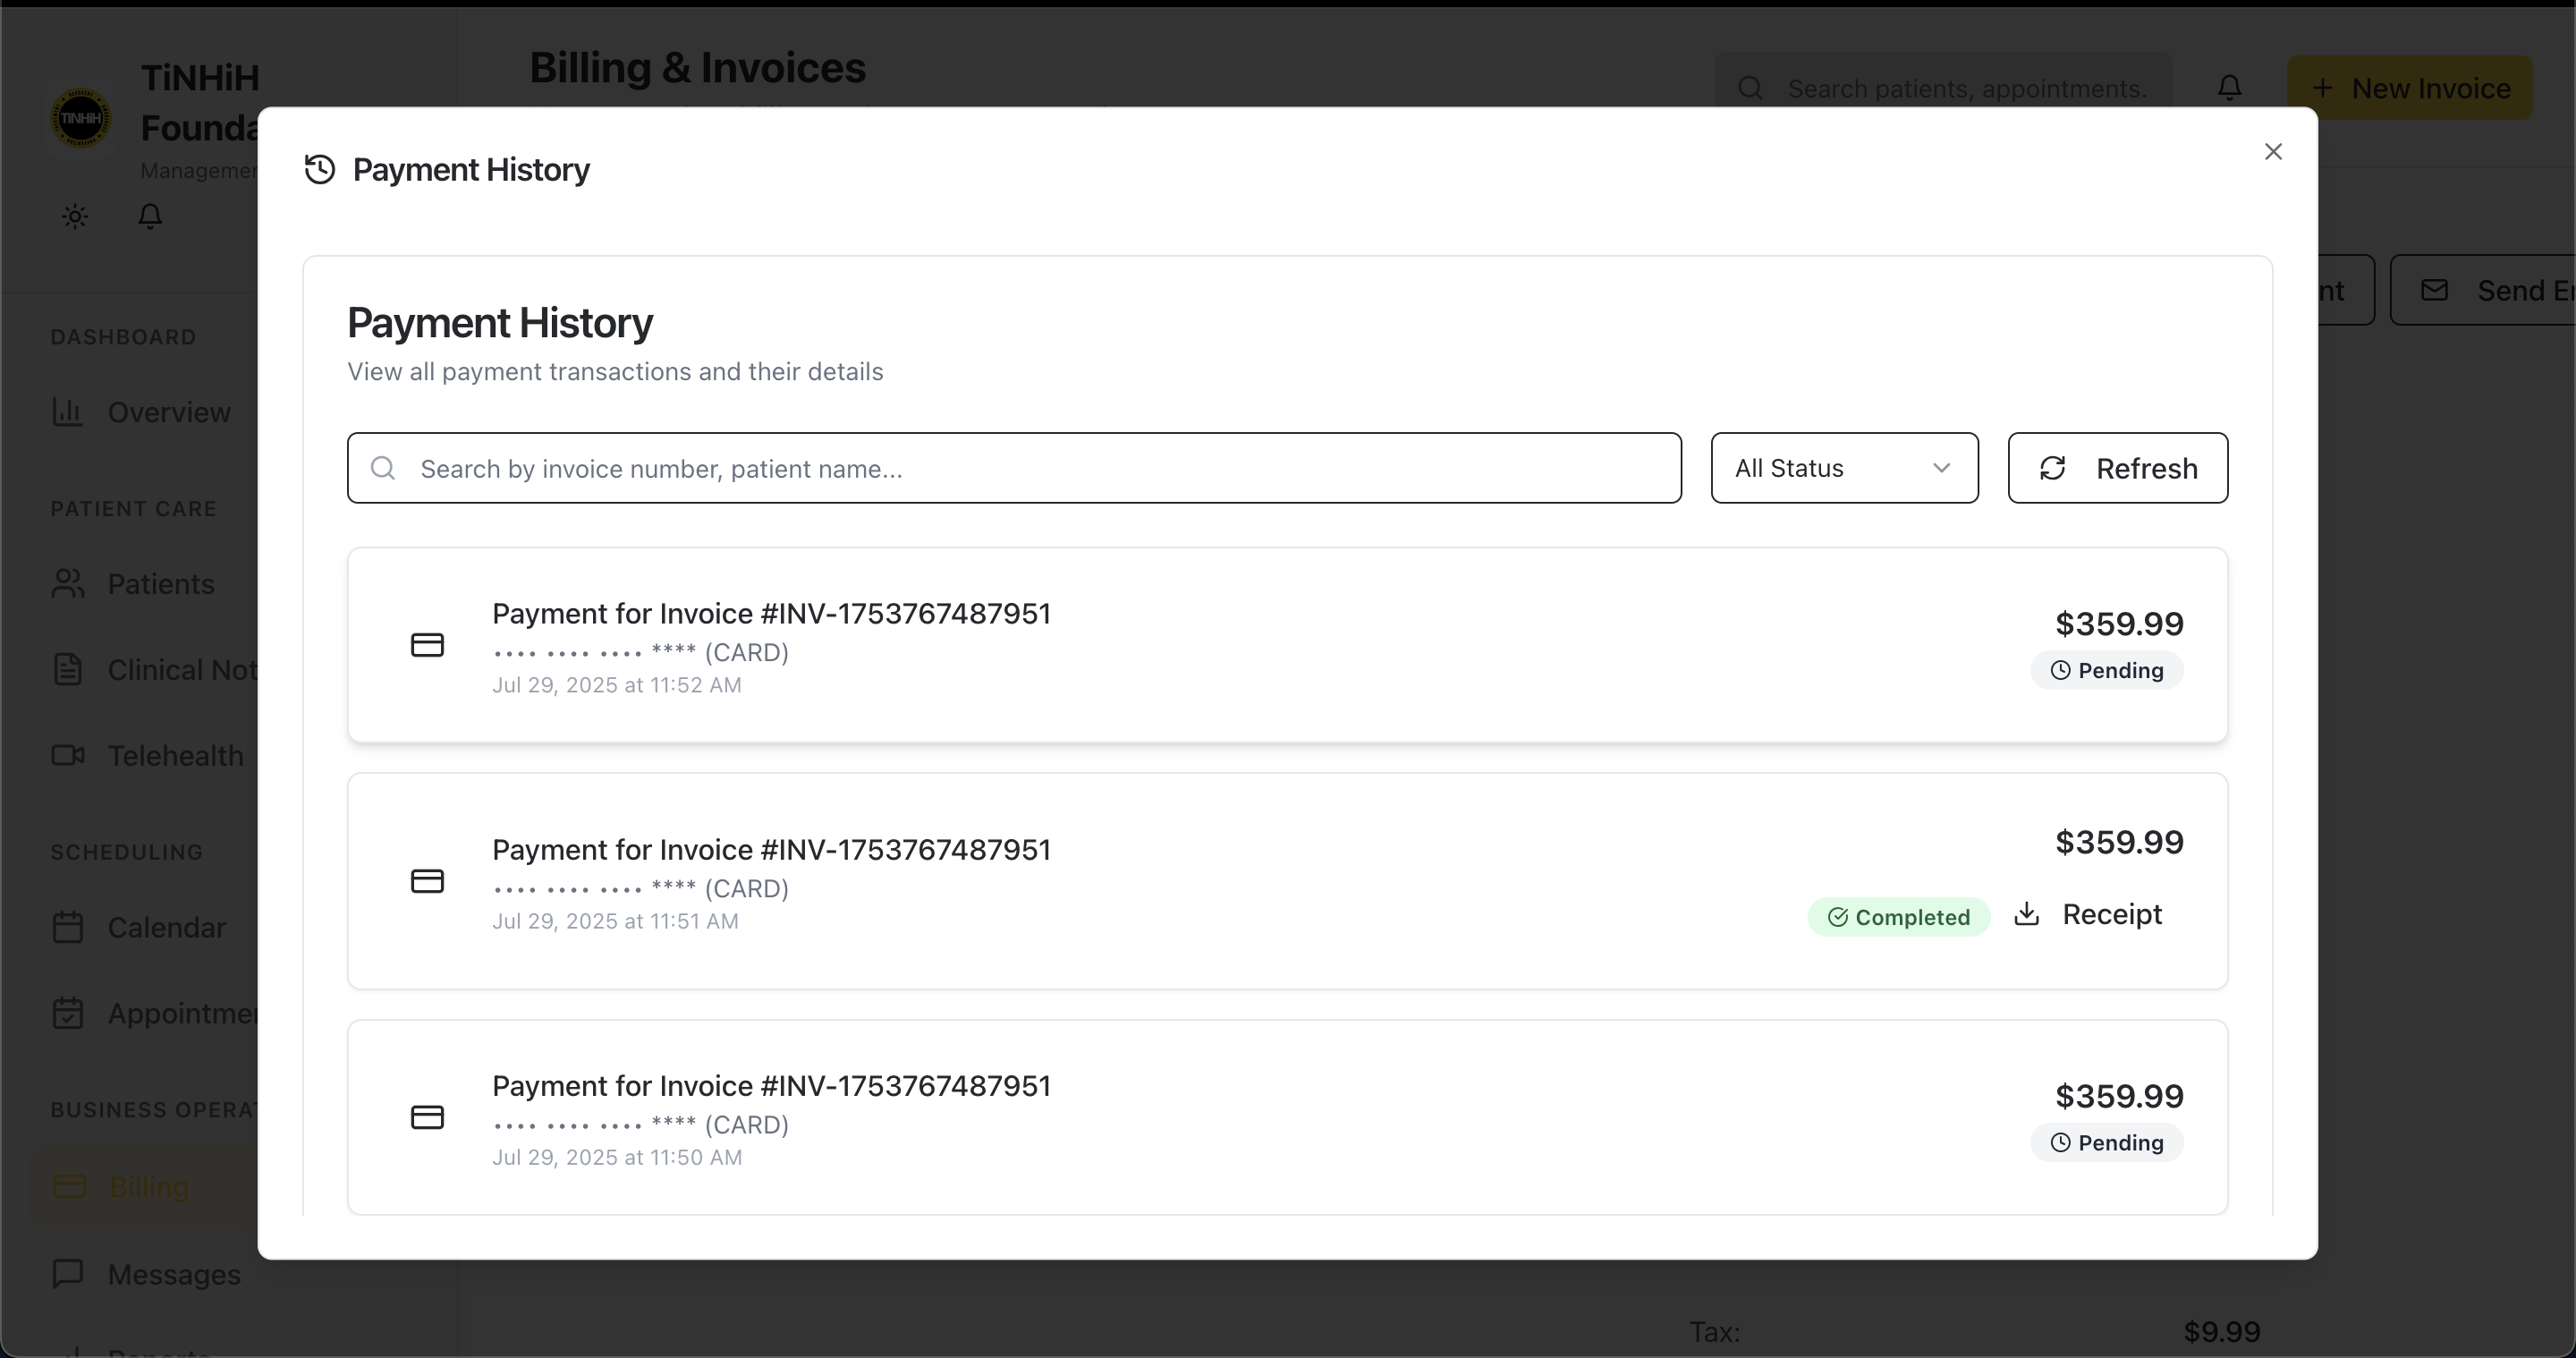 TiNHiH
Founda
Managemen
TiNHiH
Billing & Invoices
Search patients, appointments.
New Invoice
Payment History
nt
Send E
DASHBOARD
Overview
PATIENT CARE
Patients
Clinical Not
Telehealth
SCHEDULING
Calendar
Appointme
BUSINESS OPERA
Billing
Messages
Reports
Payment History
View all payment transactions and their details
Search by invoice number, patient name...
All Status
Refresh
Payment for Invoice #INV-1753767487951
•••• •••• •••• **** (CARD)
Jul 29, 2025 at 11:52 AM
$359.99
Pending
Payment for Invoice #INV-1753767487951
•••• •••• •••• **** (CARD)
Jul 29, 2025 at 11:51 AM
$359.99
Completed
Receipt
Payment for Invoice #INV-1753767487951
•••• •••• •••• **** (CARD)
Jul 29, 2025 at 11:50 AM
$359.99
Pending
Tax:
$9.99